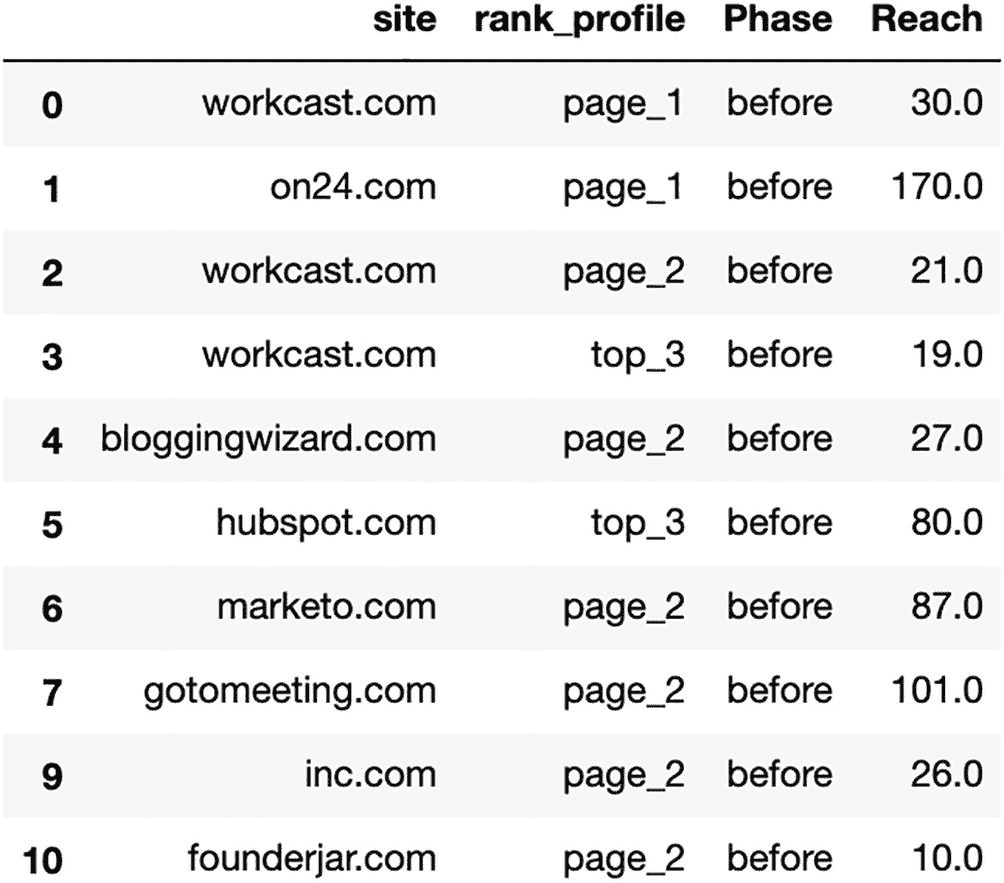 site rank_profile Phase Reach
0 workcast.com page_1 before 30.0
1 on24.com page_1 before 170.0
2 workcast.com page_2 before 21.0
3 workcast.com top_3 before 19.0
4 bloggingwizard.com page_2 before 27.0
5 hubspot.com top_3 before 80.0
6 marketo.com page_2 before 87.0
7 gotomeeting.com page_2 before 101.0
9 inc.com page_2 before 26.0
10 founderjar.com page_2 before 10.0